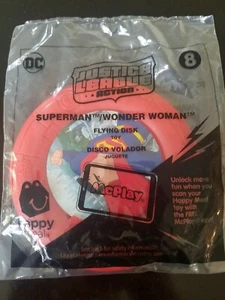 DC
JUSTICE
LEAGUE
ACTION
8
SUPERMAN™/WONDER WOMAN™
FLYING DISK
TOY
DISCO VOLADOR
JUGUETE
McPlay
Unlock more
fun when you
scan your
Happy Meal
toy with
the FREE
McPlay